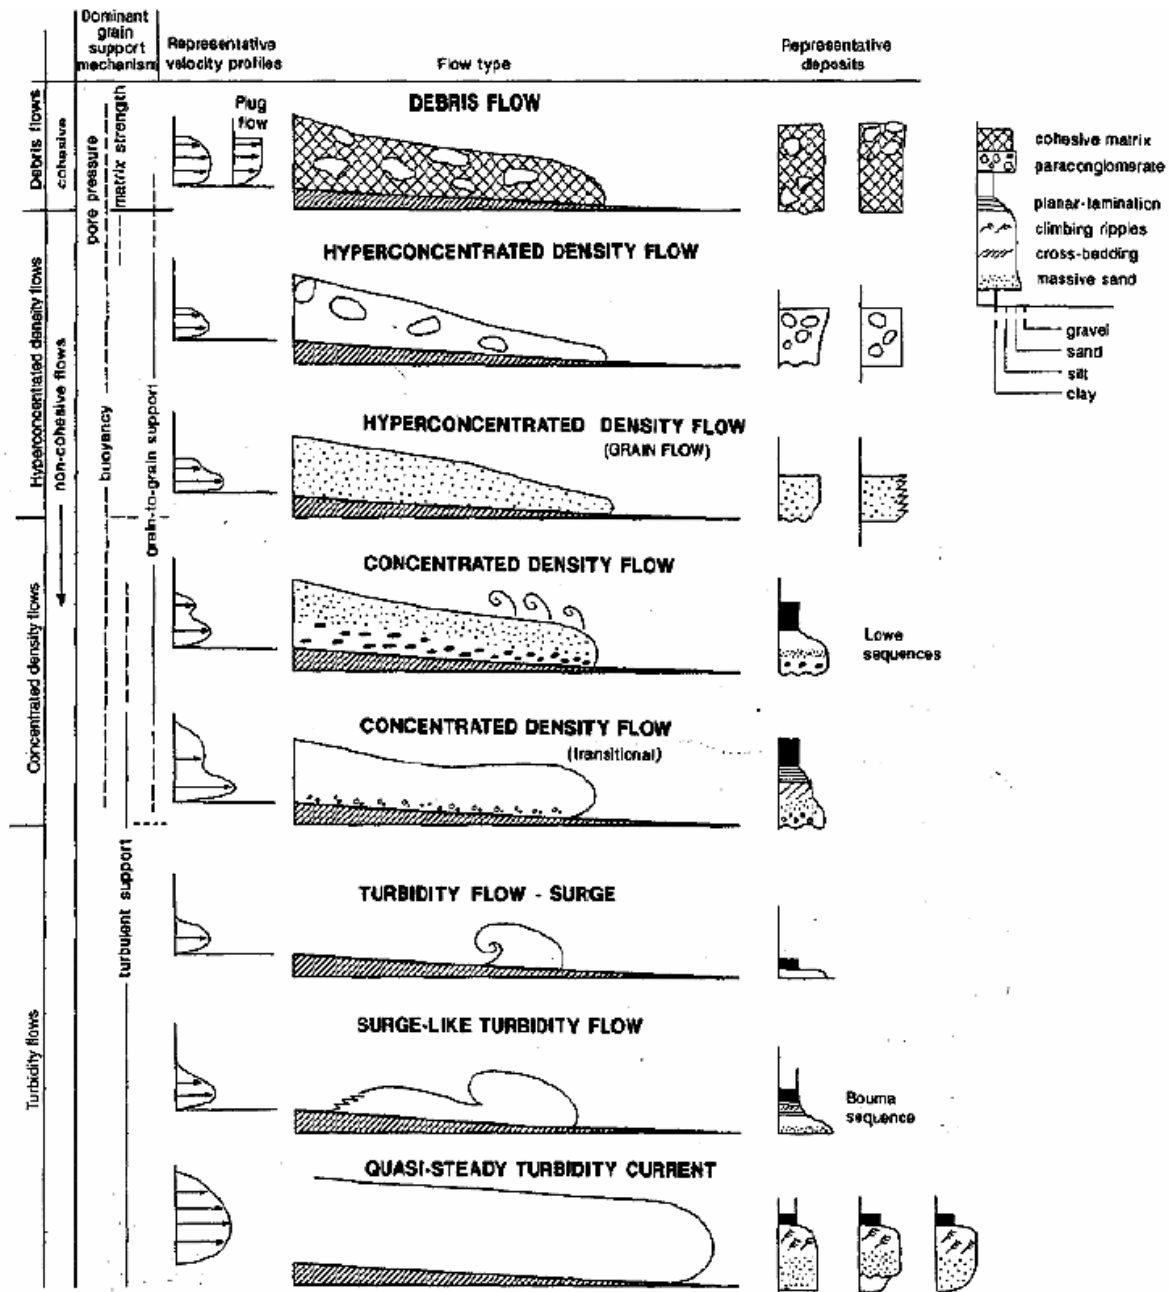 Dominant
grain
support
mechanism
Representative
velocity profiles
Flow type
Representative
deposits
Debris flows
cohesive
pore pressure
matrix strength
Plug
flow
DEBRIS FLOW
cohesive matrix
paraconglomerate
planar-lamination
climbing ripples
cross-bedding
massive sand
gravel
sand
silt
clay
Hyperconcentrated density flows
non-cohesive flows
buoyancy
grain-to-grain support
HYPERCONCENTRATED DENSITY FLOW
HYPERCONCENTRATED DENSITY FLOW
(GRAIN FLOW)
Concentrated density flows
CONCENTRATED DENSITY FLOW
Lowe
sequences
CONCENTRATED DENSITY FLOW
(transitional)
Turbidity flows
turbulent support
TURBIDITY FLOW - SURGE
SURGE-LIKE TURBIDITY FLOW
Bouma
sequence
QUASI-STEADY TURBIDITY CURRENT